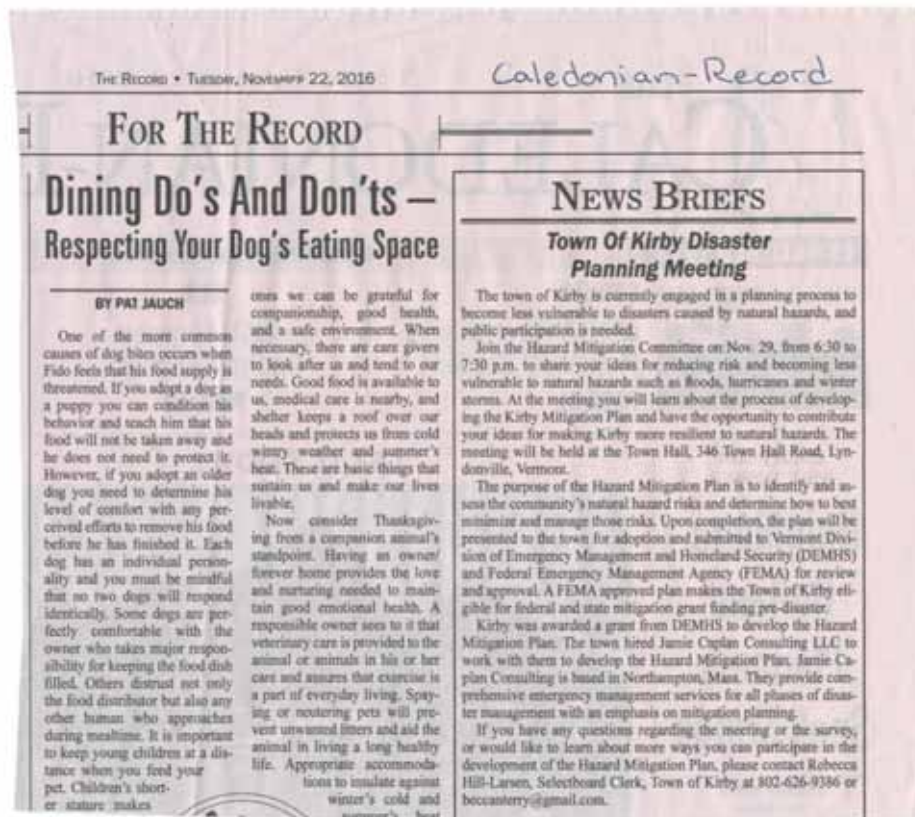 THE RECORD • TUESDAY, NOVEMBER 22, 2016
Caledonian-Record
FOR THE RECORD
Dining Do's And Don'ts –
Respecting Your Dog's Eating Space
BY PAT JAUCH
One of the more common
causes of dog bites occurs when
Fido feels that his food supply is
threatened. If you adopt a dog as
a puppy you can condition his
behavior and teach him that his
food will not be taken away and
he does not need to protect it.
However, if you adopt an older
dog you need to determine his
level of comfort with any per-
ceived efforts to remove his food
before he has finished it. Each
dog has an individual person-
ality and you must be mindful
that no two dogs will respond
identically. Some dogs are per-
fectly comfortable with the
owner who takes major respon-
sibility for keeping the food dish
filled. Others distrust not only
the food distributor but also any
other human who approaches
during mealtime. It is important
to keep young children at a dis-
tance when you feed your
pet. Children's short-
er stature makes
ones we can be grateful for
companionship, good health,
and a safe environment. When
necessary, there are care givers
to look after us and tend to our
needs. Good food is available to
us, medical care is nearby, and
shelter keeps a roof over our
heads and protects us from cold
wintry weather and summer's
heat. These are basic things that
sustain us and make our lives
livable.
Now consider Thanksgiv-
ing from a companion animal's
standpoint. Having an owner/
forever home provides the love
and nurturing needed to main-
tain good emotional health. A
responsible owner sees to it that
veterinary care is provided to the
animal or animals in his or her
care and assures that exercise is
a part of everyday living. Spay-
ing or neutering pets will pre-
vent unwanted litters and aid the
animal in living a long healthy
life. Appropriate accommoda-
tions to insulate against
winter's cold and
summer's heat
NEWS BRIEFS
Town Of Kirby Disaster
Planning Meeting
The town of Kirby is currently engaged in a planning process to
become less vulnerable to disasters caused by natural hazards, and
public participation is needed.
Join the Hazard Mitigation Committee on Nov. 29, from 6:30 to
7:30 p.m. to share your ideas for reducing risk and becoming less
vulnerable to natural hazards such as floods, hurricanes and winter
storms. At the meeting you will learn about the process of develop-
ing the Kirby Mitigation Plan and have the opportunity to contribute
your ideas for making Kirby more resilient to natural hazards. The
meeting will be held at the Town Hall, 346 Town Hall Road, Lyn-
donville, Vermont.
The purpose of the Hazard Mitigation Plan is to identify and as-
sess the community's natural hazard risks and determine how to best
minimize and manage those risks. Upon completion, the plan will be
presented to the town for adoption and submitted to Vermont Divi-
sion of Emergency Management and Homeland Security (DEMHS)
and Federal Emergency Management Agency (FEMA) for review
and approval. A FEMA approved plan makes the Town of Kirby eli-
gible for federal and state mitigation grant funding pre-disaster.
Kirby was awarded a grant from DEMHS to develop the Hazard
Mitigation Plan. The town hired Jamie Caplan Consulting LLC to
work with them to develop the Hazard Mitigation Plan. Jamie Ca-
plan Consulting is based in Northampton, Mass. They provide com-
prehensive emergency management services for all phases of disas-
ter management with an emphasis on mitigation planning.
If you have any questions regarding the meeting or the survey,
or would like to learn about more ways you can participate in the
development of the Hazard Mitigation Plan, please contact Rebecca
Hill-Larsen, Selectboard Clerk, Town of Kirby at 802-626-9386 or
beccanterry@gmail.com.